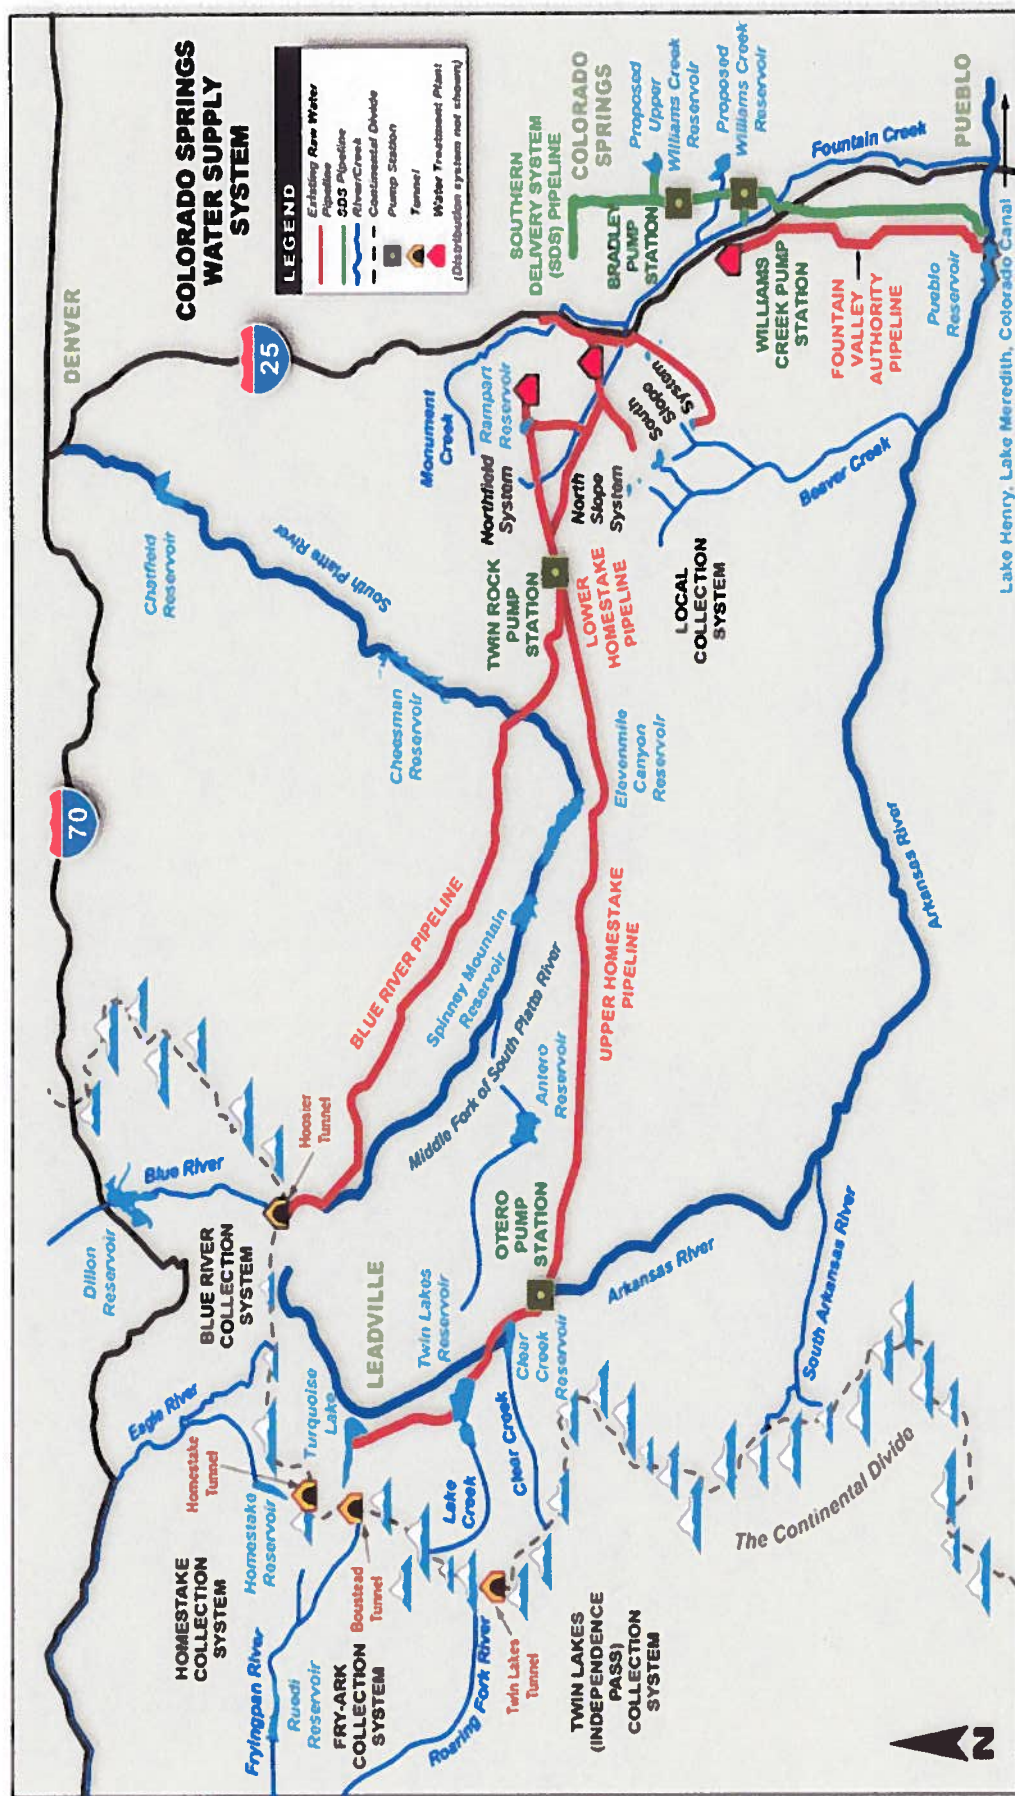 COLORADO SPRINGS
WATER SUPPLY
SYSTEM
LEGEND
Existing Raw Water
Pipeline
SDS Pipeline
River/Creek
Continental Divide
Pump Station
Tunnel
Water Treatment Plant
(Distribution system not shown)
DENVER
25
70
Chatfield
Reservoir
South Platte River
Cheesman
Reservoir
Monument
Creek
Rampart
Reservoir
Northfield
System
North
Slope
System
South
Slope
System
SOUTHERN
DELIVERY SYSTEM
(SDS) PIPELINE
COLORADO
SPRINGS
Proposed
Upper
Williams Creek
Reservoir
Proposed
Williams Creek
Reservoir
BRADLEY
PUMP
STATION
WILLIAMS
CREEK PUMP
STATION
FOUNTAIN
VALLEY
AUTHORITY
PIPELINE
Fountain Creek
PUEBLO
Pueblo
Reservoir
Lake Henry, Lake Meredith, Colorado Canal
Beaver Creek
LOCAL
COLLECTION
SYSTEM
TWIN ROCK
PUMP
STATION
LOWER
HOMESTAKE
PIPELINE
Elevenmile
Canyon
Reservoir
BLUE RIVER PIPELINE
Spinney Mountain
Reservoir
Middle Fork of South Platte River
Antero
Reservoir
UPPER HOMESTAKE
PIPELINE
Arkansas River
Hoosier
Tunnel
Blue River
Dillon
Reservoir
BLUE RIVER
COLLECTION
SYSTEM
LEADVILLE
OTERO
PUMP
STATION
Twin Lakes
Reservoir
Clear
Creek
Reservoir
Arkansas River
South Arkansas River
Eagle River
Turquoise
Lake
Homestake
Tunnel
Homestake
Reservoir
HOMESTAKE
COLLECTION
SYSTEM
Boustead
Tunnel
Lake
Creek
Clear Creek
The Continental Divide
Fryingpan River
Ruedi
Reservoir
FRY-ARK
COLLECTION
SYSTEM
Roaring Fork River
Twin Lakes
Tunnel
TWIN LAKES
(INDEPENDENCE
PASS)
COLLECTION
SYSTEM
N